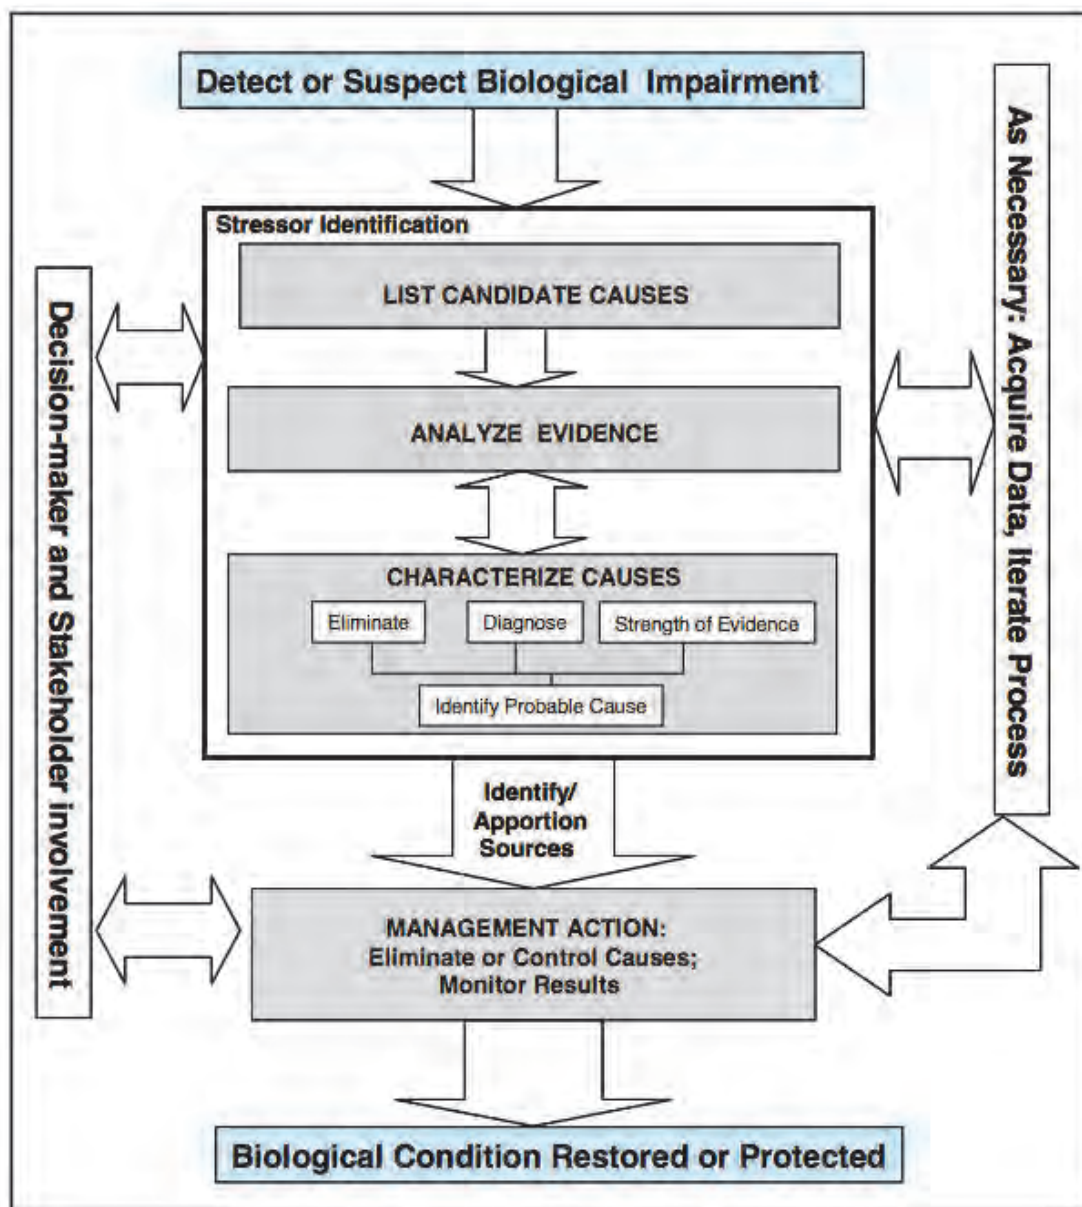 Detect or Suspect Biological Impairment
Stressor Identification
LIST CANDIDATE CAUSES
ANALYZE EVIDENCE
CHARACTERIZE CAUSES
Eliminate
Diagnose
Strength of Evidence
Identify Probable Cause
Identify/
Apportion
Sources
MANAGEMENT ACTION:
Eliminate or Control Causes;
Monitor Results
Biological Condition Restored or Protected
Decision-maker and Stakeholder involvement
As Necessary: Acquire Data, Iterate Process